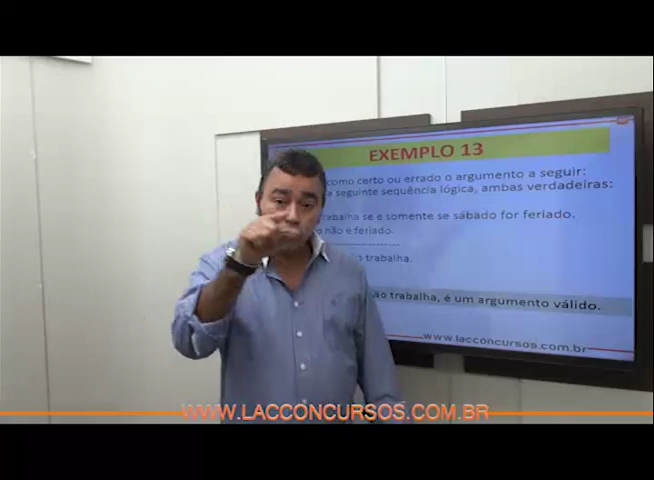 EXEMPLO 13
como certo ou errado o argumento a seguir:
a seguinte sequência lógica, ambas verdadeiras:
trabalha se e somente se sábado for feriado.
não é feriado.
trabalha.
não trabalha, é um argumento válido.
www.lacconcursos.com.br
WWW.LACCONCURSOS.COM.BR